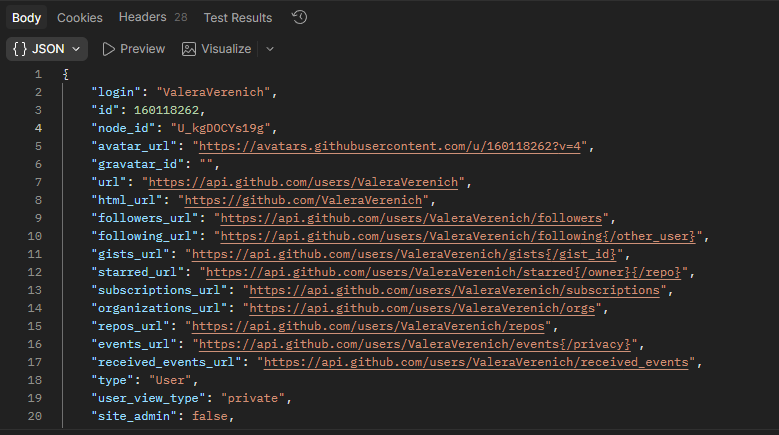 Body Cookies Headers 28 Test Results
{} JSON Preview Visualize
1 {
2 "login": "ValeraVerenich",
3 "id": 160118262,
4 "node_id": "U_kgDOCYs19g",
5 "avatar_url": "https://avatars.githubusercontent.com/u/160118262?v=4",
6 "gravatar_id": "",
7 "url": "https://api.github.com/users/ValeraVerenich",
8 "html_url": "https://github.com/ValeraVerenich",
9 "followers_url": "https://api.github.com/users/ValeraVerenich/followers",
10 "following_url": "https://api.github.com/users/ValeraVerenich/following{/other_user}",
11 "gists_url": "https://api.github.com/users/ValeraVerenich/gists{/gist_id}",
12 "starred_url": "https://api.github.com/users/ValeraVerenich/starred{/owner}{/repo}",
13 "subscriptions_url": "https://api.github.com/users/ValeraVerenich/subscriptions",
14 "organizations_url": "https://api.github.com/users/ValeraVerenich/orgs",
15 "repos_url": "https://api.github.com/users/ValeraVerenich/repos",
16 "events_url": "https://api.github.com/users/ValeraVerenich/events{/privacy}",
17 "received_events_url": "https://api.github.com/users/ValeraVerenich/received_events",
18 "type": "User",
19 "user_view_type": "private",
20 "site_admin": false,